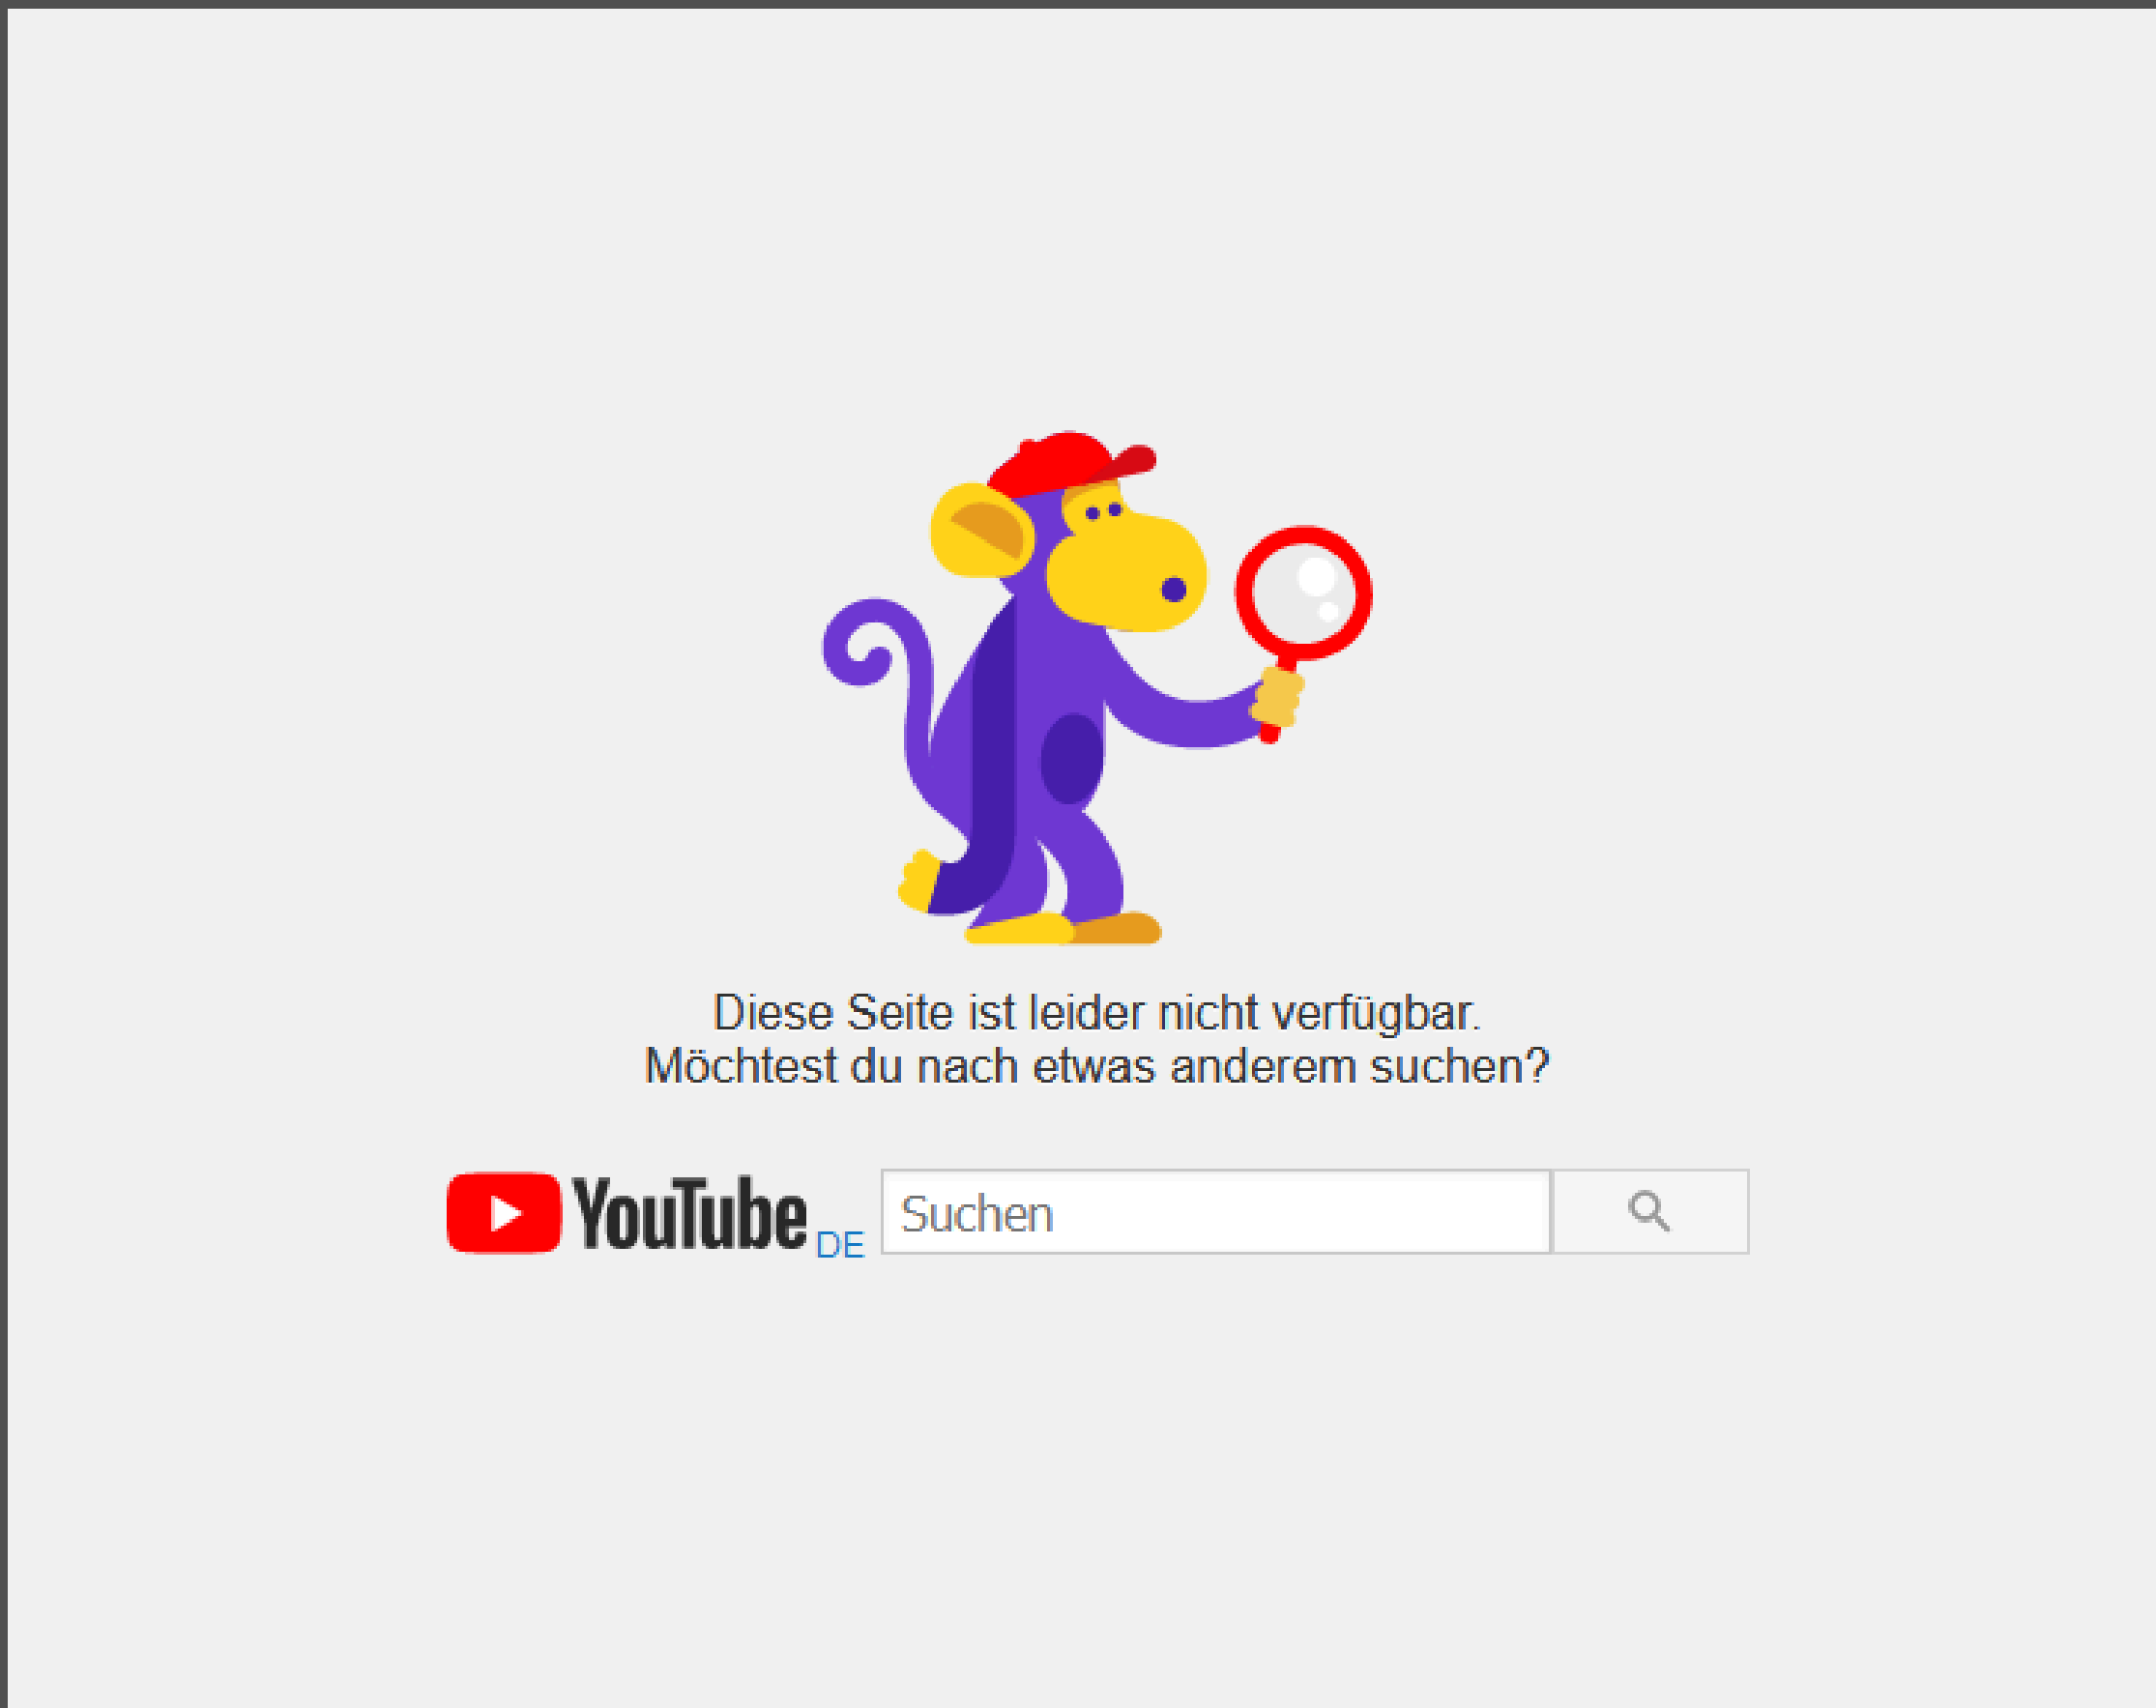 Diese Seite ist leider nicht verfügbar.
Möchtest du nach etwas anderem suchen?
YouTube DE Suchen